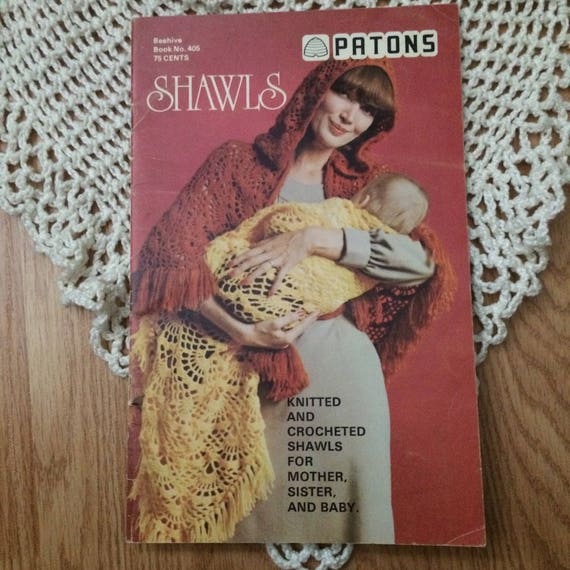 Beehive
Book No. 405
75 CENTS
PATONS
SHAWLS
KNITTED
AND
CROCHETED
SHAWLS
FOR
MOTHER,
SISTER,
AND BABY.